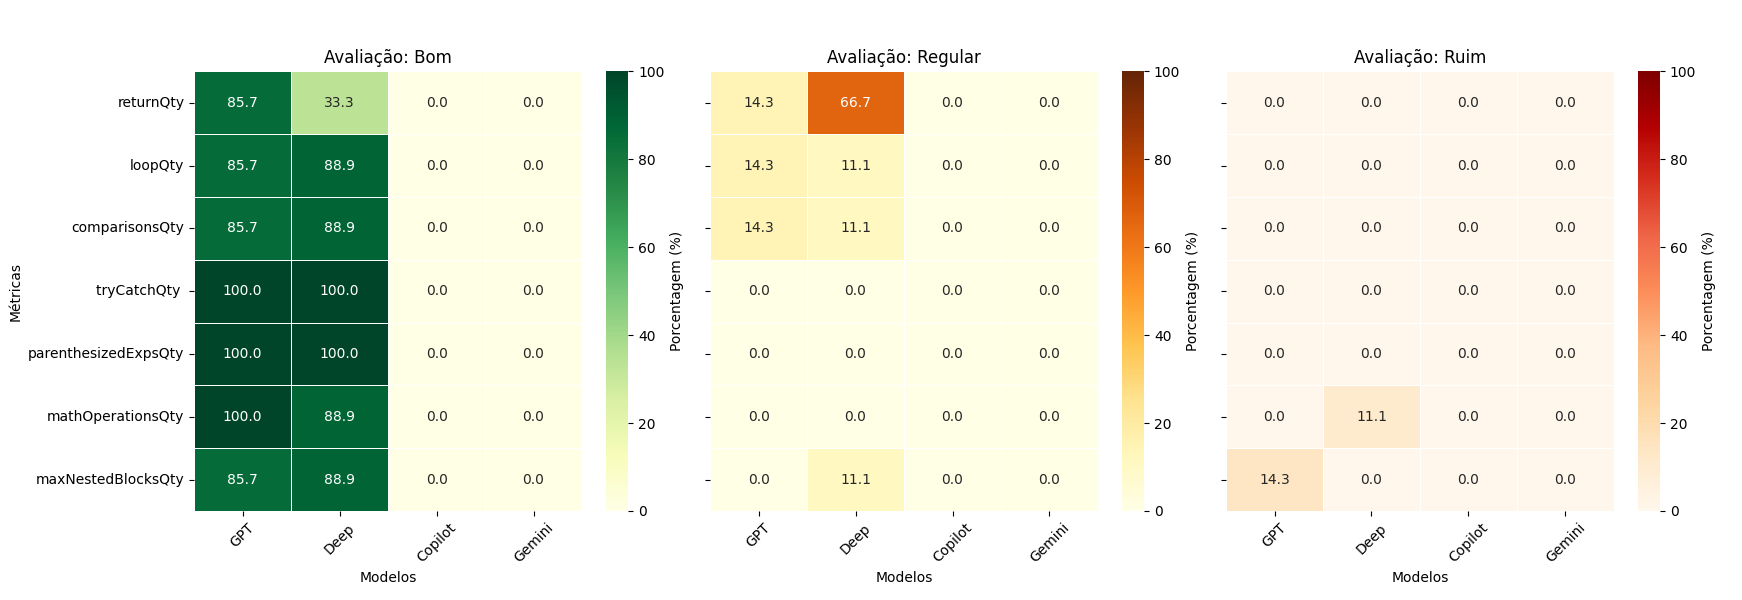 Avaliação: Bom
Métricas
returnQty 85.7 33.3 0.0 0.0
loopQty 85.7 88.9 0.0 0.0
comparisonsQty 85.7 88.9 0.0 0.0
tryCatchQty 100.0 100.0 0.0 0.0
parenthesizedExpsQty 100.0 100.0 0.0 0.0
mathOperationsQty 100.0 88.9 0.0 0.0
maxNestedBlocksQty 85.7 88.9 0.0 0.0
GPT Deep Copilot Gemini
Modelos
100
80
60
40
20
0
Porcentagem (%)
Avaliação: Regular
14.3 66.7 0.0 0.0
14.3 11.1 0.0 0.0
14.3 11.1 0.0 0.0
0.0 0.0 0.0 0.0
0.0 0.0 0.0 0.0
0.0 0.0 0.0 0.0
0.0 11.1 0.0 0.0
GPT Deep Copilot Gemini
Modelos
100
80
60
40
20
0
Porcentagem (%)
Avaliação: Ruim
0.0 0.0 0.0 0.0
0.0 0.0 0.0 0.0
0.0 0.0 0.0 0.0
0.0 0.0 0.0 0.0
0.0 0.0 0.0 0.0
0.0 11.1 0.0 0.0
14.3 0.0 0.0 0.0
GPT Deep Copilot Gemini
Modelos
100
80
60
40
20
0
Porcentagem (%)